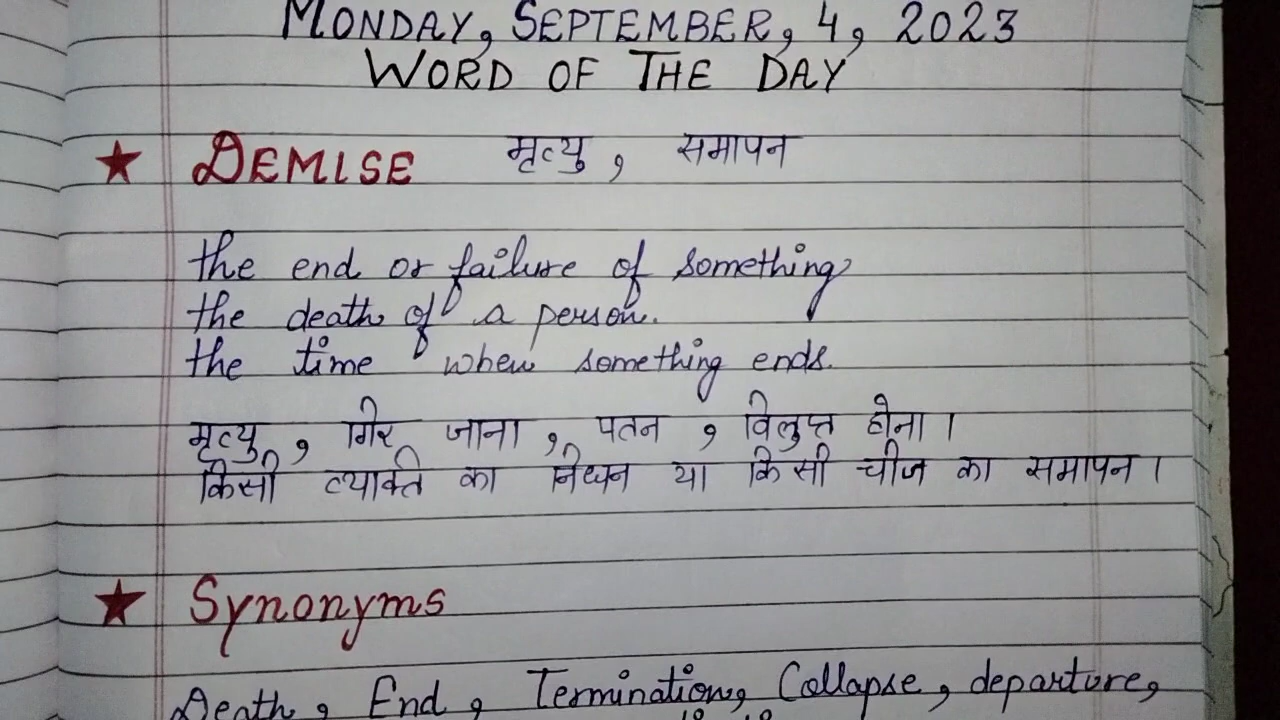 MONDAY, SEPTEMBER, 4, 2023
WORD OF THE DAY
★ DEMISE मृत्यु, समापन
the end or failure of something
the death of a person.
the time when something ends.
मृत्यु, गिर जाना, पतन, विलुप्त होना।
किसी व्यक्ति का निधन या किसी चीज का समापन।
★ Synonyms
Death, End, Termination, Collapse, departure,